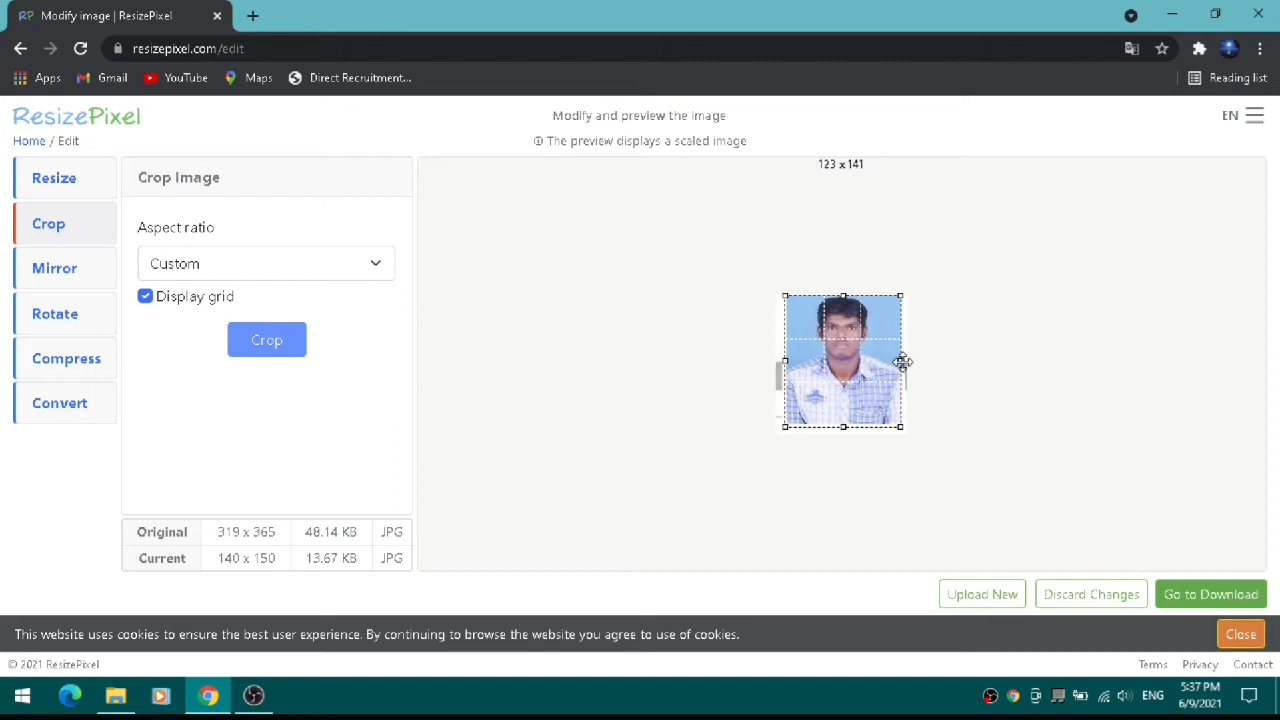 RP Modify image | ResizePixel
resizepixel.com/edit
Apps Gmail YouTube Maps Direct Recruitment... Reading list
ResizePixel
Modify and preview the image
EN
Home / Edit
The preview displays a scaled image
Resize
Crop
Mirror
Rotate
Compress
Convert
Crop Image
Aspect ratio
Custom
Display grid
Crop
123 x 141
Original 319 x 365 48.14 KB JPG
Current 140 x 150 13.67 KB JPG
Upload New Discard Changes Go to Download
This website uses cookies to ensure the best user experience. By continuing to browse the website you agree to use of cookies.
Close
© 2021 ResizePixel
Terms Privacy Contact
ENG
5:37 PM
6/9/2021